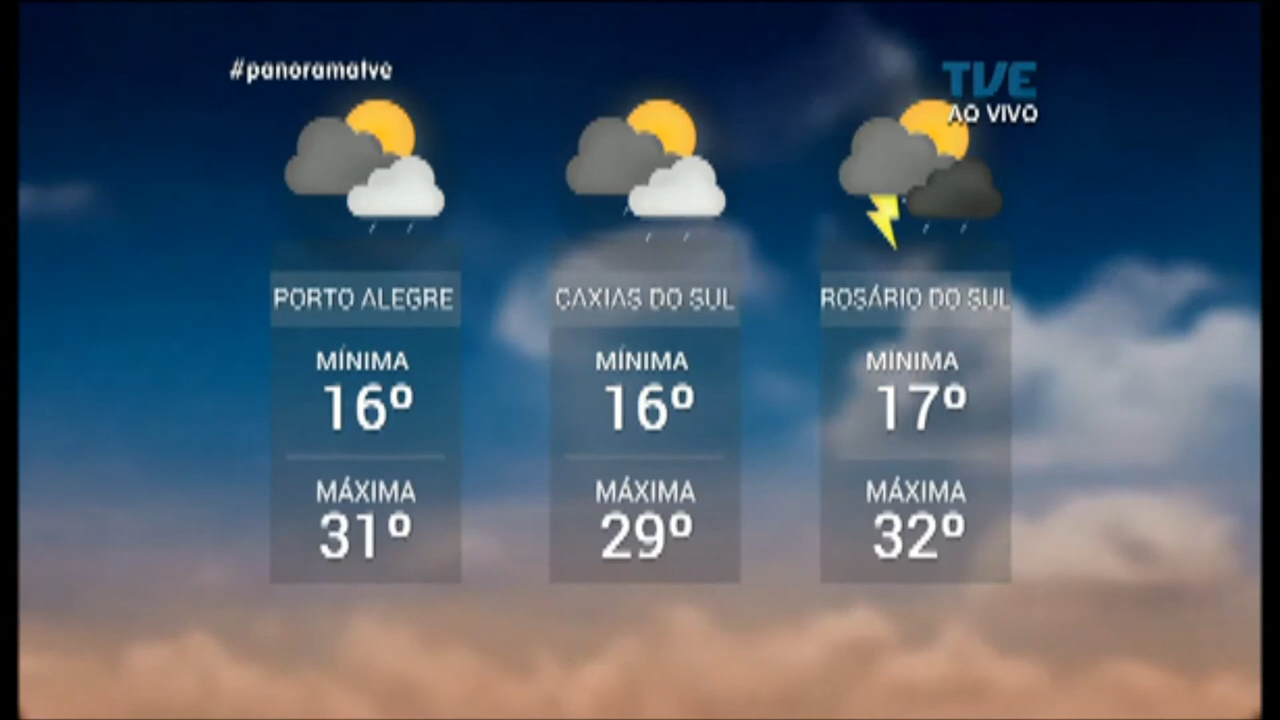 #panoramatve
TVE
AO VIVO
PORTO ALEGRE
MÍNIMA
16º
MÁXIMA
31º
CAXIAS DO SUL
MÍNIMA
16º
MÁXIMA
29º
ROSÁRIO DO SUL
MÍNIMA
17º
MÁXIMA
32º